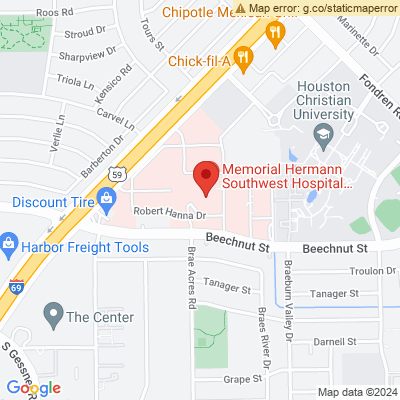 Map error: g.co/staticmaperror
Roos Rd
Stroud Dr
Sharpview Dr
Triola Ln
Kensico Rd
Tours St
Marinette Dr
Fondren
Chick-fil-A
Carvel Ln
Verlie Ln
Barberton Dr
Houston
Christian
University
59
Memorial Hermann
Southwest Hospital...
Discount Tire
Robert Hanna Dr
Beechnut St
Beechnut St
Harbor Freight Tools
Brae Acres Rd
Braeburn Valley Dr
Troulon Dr
69
Tanager St
Tanager St
The Center
Braes River Dr
Darnell St
S Gessner
Grape St
Google
Map data ©2024